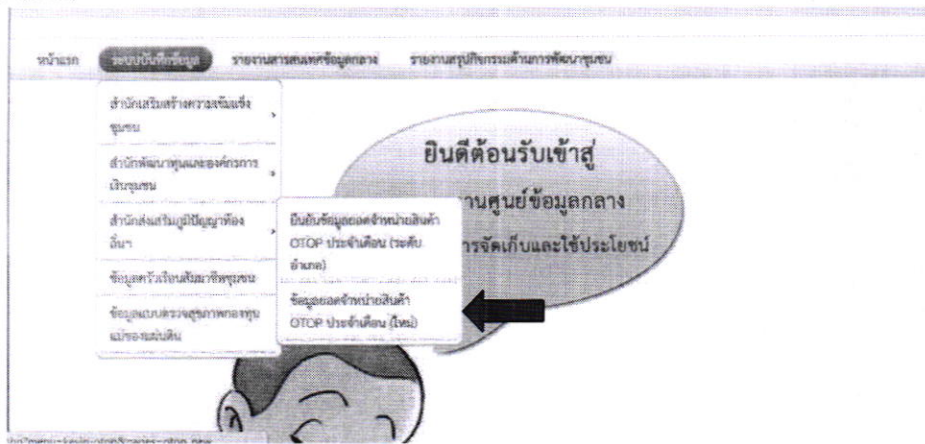 หน้าแรก ระบบบันทึกข้อมูล รายงานสารสนเทศข้อมูลกลาง รายงานสรุปกิจกรรมด้านการพัฒนาชุมชน
สำนักเสริมสร้างความเข้มแข็ง
ชุมชน
สำนักพัฒนาทุนและองค์กรการ
เงินชุมชน
สำนักส่งเสริมภูมิปัญญาท้อง
ถิ่นฯ
ข้อมูลครัวเรือนสัมมาชีพชุมชน
ข้อมูลแบบตรวจสุขภาพกองทุน
แม่ของแผ่นดิน
ยืนยันข้อมูลยอดจำหน่ายสินค้า
OTOP ประจำเดือน (ระดับ
อำเภอ)
ข้อมูลยอดจำหน่ายสินค้า
OTOP ประจำเดือน (ใหม่)
ยินดีต้อนรับเข้าสู่
านศูนย์ข้อมูลกลาง
ารจัดเก็บและใช้ประโยชน์